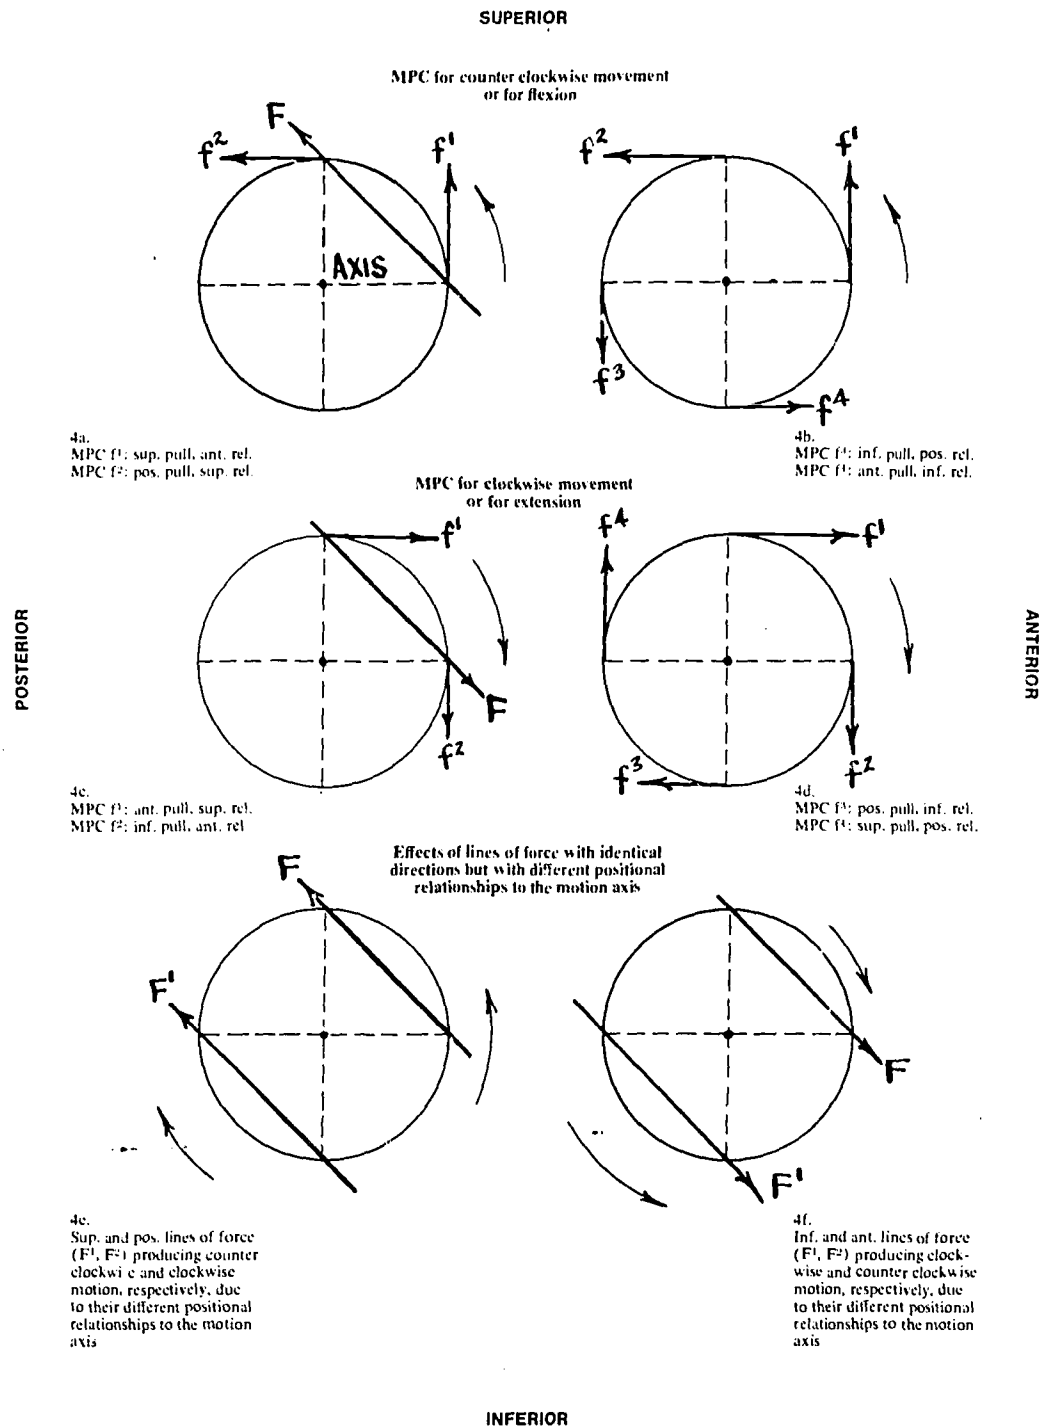 SUPERIOR
MPC for counter clockwise movement
or for flexion
F
f²
f¹
AXIS
f²
f¹
f³
f⁴
4a.
MPC f¹: sup. pull, ant. rel.
MPC f²: pos. pull, sup. rel.
4b.
MPC f³: inf. pull, pos. rel.
MPC f⁴: ant. pull, inf. rel.
MPC for clockwise movement
or for extension
f¹
F
f²
f⁴
f¹
f³
f²
POSTERIOR
ANTERIOR
4c.
MPC f¹: ant. pull, sup. rel.
MPC f²: inf. pull, ant. rel
4d.
MPC f³: pos. pull, inf. rel.
MPC f⁴: sup. pull, pos. rel.
Effects of lines of force with identical
directions but with different positional
relationships to the motion axis
F
F¹
F
F¹
4e.
Sup. and pos. lines of force
(F¹, F²) producing counter
clockwi e and clockwise
motion, respectively, due
to their different positional
relationships to the motion
axis
4f.
Inf. and ant. lines of force
(F¹, F²) producing clock-
wise and counter clockwise
motion, respectively, due
to their different positional
relationships to the motion
axis
INFERIOR